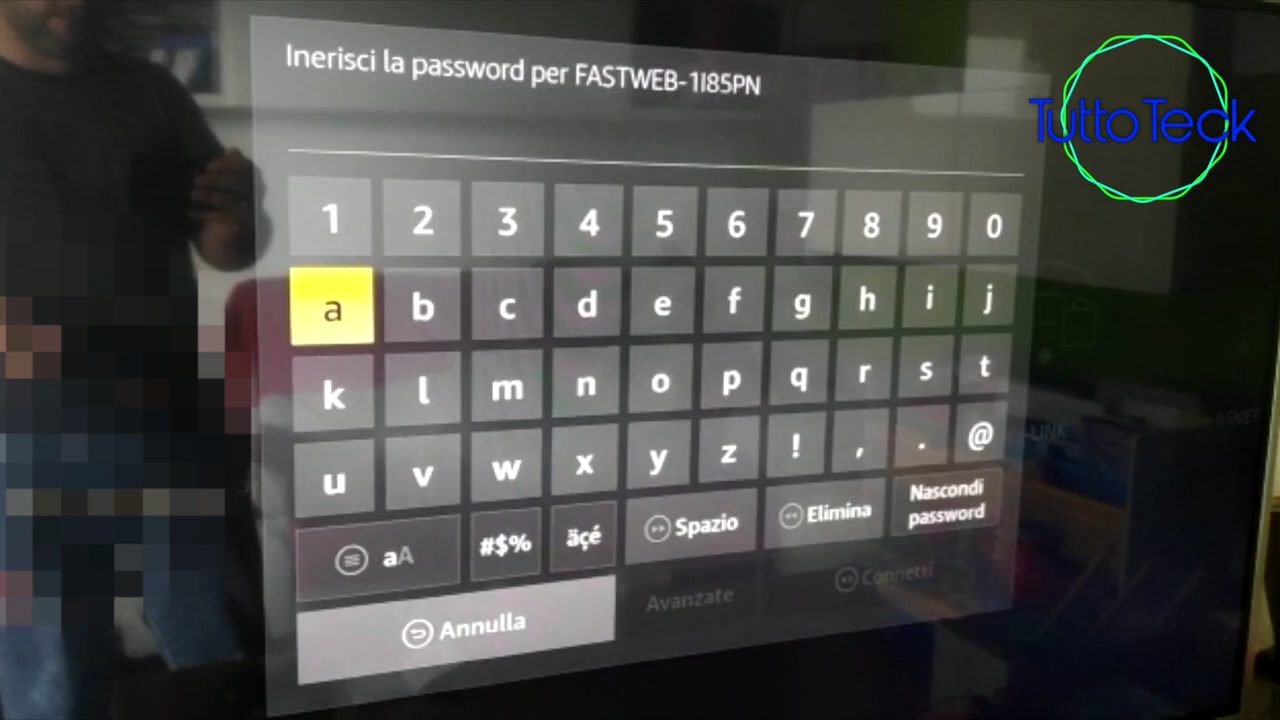 Inerisci la password per FASTWEB-1I85PN
Tutto Teck
1 2 3 4 5 6 7 8 9 0
a b c d e f g h i j
k l m n o p q r s t
u v w x y z ! , . @
aA #$% äçé Spazio Elimina Nascondi
password
Annulla Avanzate Connetti
-LINK